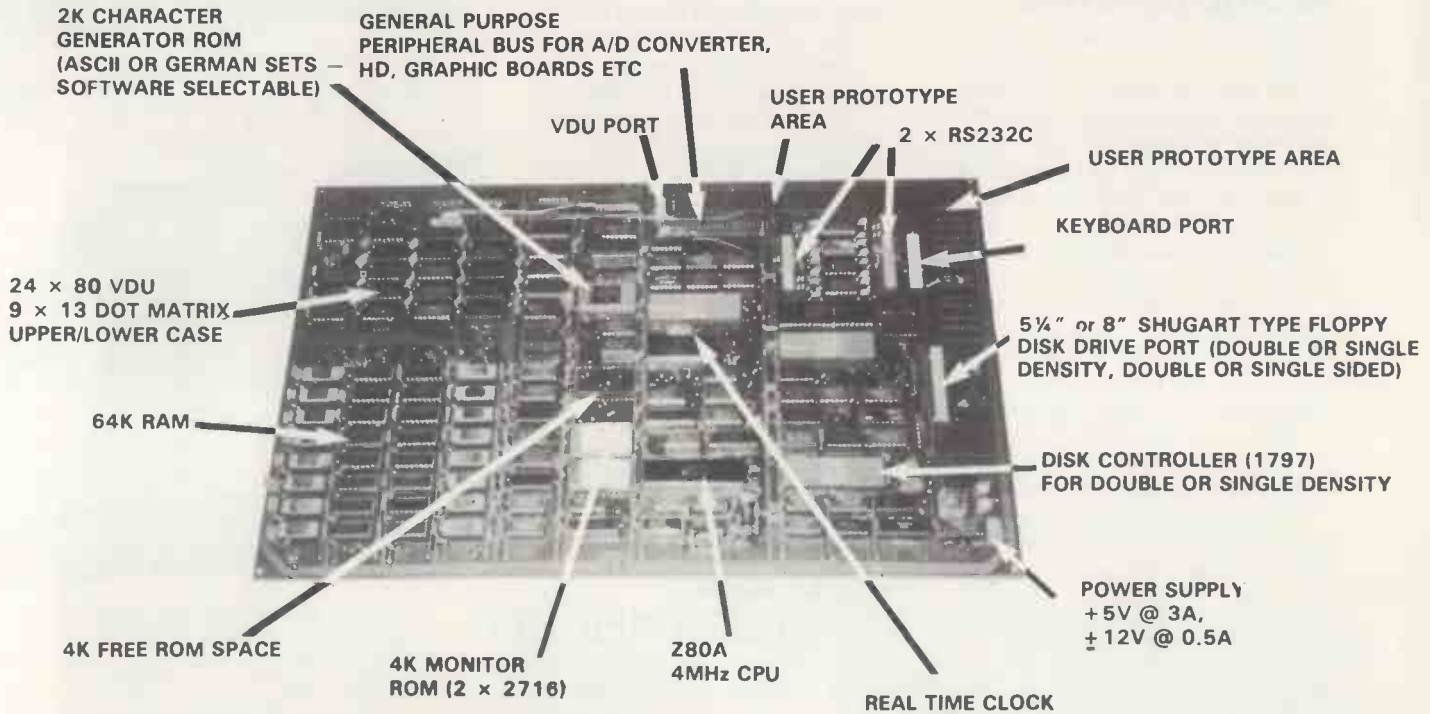 2K CHARACTER
GENERATOR ROM
(ASCII OR GERMAN SETS –
SOFTWARE SELECTABLE)
GENERAL PURPOSE
PERIPHERAL BUS FOR A/D CONVERTER,
HD, GRAPHIC BOARDS ETC
VDU PORT
USER PROTOTYPE
AREA
2 × RS232C
USER PROTOTYPE AREA
KEYBOARD PORT
24 × 80 VDU
9 × 13 DOT MATRIX
UPPER/LOWER CASE
5¼" or 8" SHUGART TYPE FLOPPY
DISK DRIVE PORT (DOUBLE OR SINGLE
DENSITY, DOUBLE OR SINGLE SIDED)
64K RAM
DISK CONTROLLER (1797)
FOR DOUBLE OR SINGLE DENSITY
POWER SUPPLY
+5V @ 3A,
± 12V @ 0.5A
4K FREE ROM SPACE
4K MONITOR
ROM (2 × 2716)
Z80A
4MHz CPU
REAL TIME CLOCK